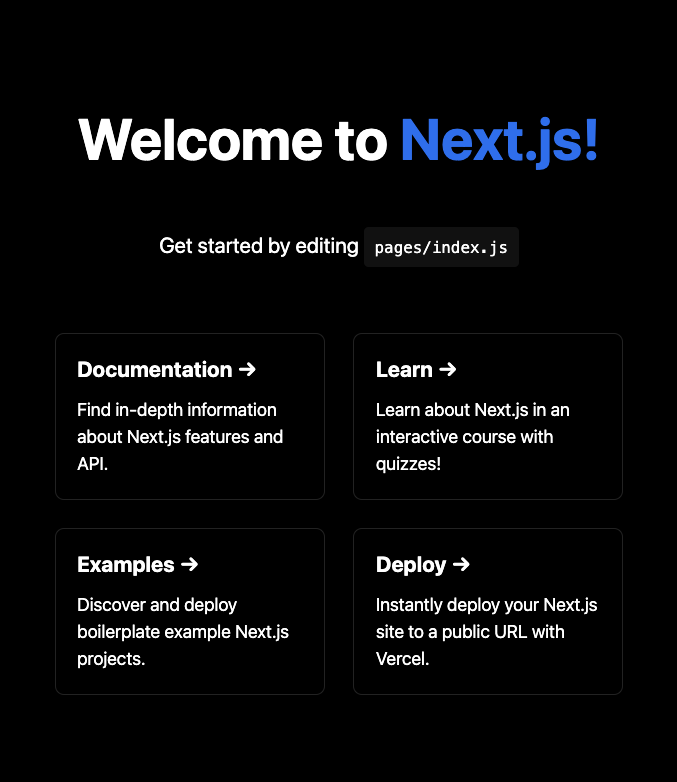 Welcome to Next.js!
Get started by editing pages/index.js
Documentation →
Find in-depth information
about Next.js features and
API.
Learn →
Learn about Next.js in an
interactive course with
quizzes!
Examples →
Discover and deploy
boilerplate example Next.js
projects.
Deploy →
Instantly deploy your Next.js
site to a public URL with
Vercel.